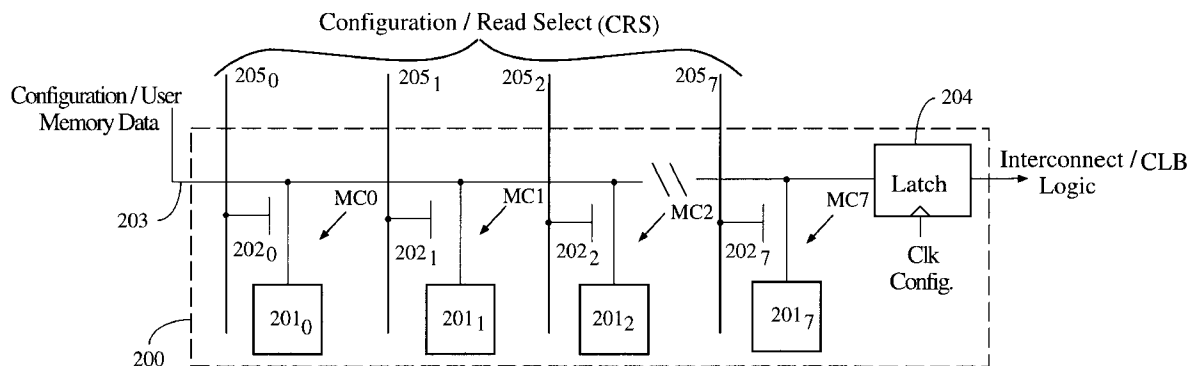 Configuration / Read Select (CRS)
205₀ 205₁ 205₂ 205₇
204
Configuration / User
Memory Data
203
MC0 MC1 MC2 MC7
Latch
Interconnect / CLB
Logic
202₀ 202₁ 202₂ 202₇
Clk
Config.
201₀ 201₁ 201₂ 201₇
200